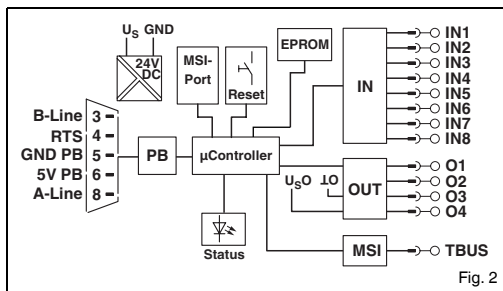 US GND
24V
DC
MSI-
Port
Reset
EPROM
B-Line 3
RTS 4
GND PB 5
5V PB 6
A-Line 8
PB
µController
Status
IN
IN1
IN2
IN3
IN4
IN5
IN6
IN7
IN8
USO
OT
OUT
O1
O2
O3
O4
MSI
TBUS
Fig. 2